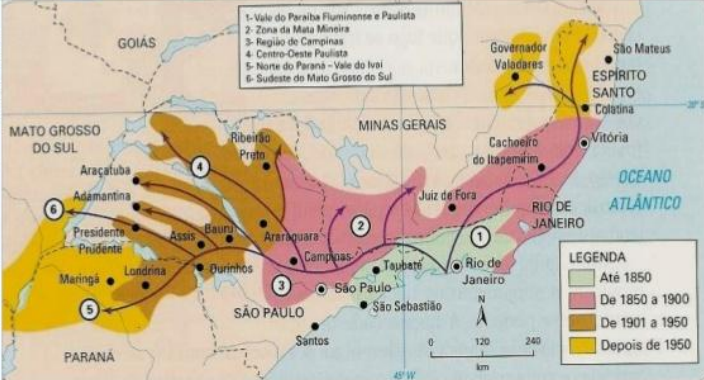 1- Vale do Paraíba Fluminense e Paulista
2- Zona da Mata Mineira
3- Região de Campinas
4- Centro-Oeste Paulista
5- Norte do Paraná - Vale do Ivaí
6- Sudeste do Mato Grosso do Sul
GOIÁS
Governador
Valadares
São Mateus
ESPÍRITO
SANTO
Colatina
20° S
MATO GROSSO
DO SUL
MINAS GERAIS
Ribeirão
Preto
Cachoeiro
do Itapemirim
Vitória
4
Araçatuba
Adamantina
6
Juiz de Fora
OCEANO
ATLÂNTICO
RIO DE
JANEIRO
Presidente
Prudente
Assis
Bauru
Araraquara
2
1
Maringá
Londrina
Ourinhos
Campinas
Taubaté
Rio de
Janeiro
3
São Paulo
5
SÃO PAULO
São Sebastião
Santos
PARANÁ
N
0 120 240
km
45° W
LEGENDA
Até 1850
De 1850 a 1900
De 1901 a 1950
Depois de 1950